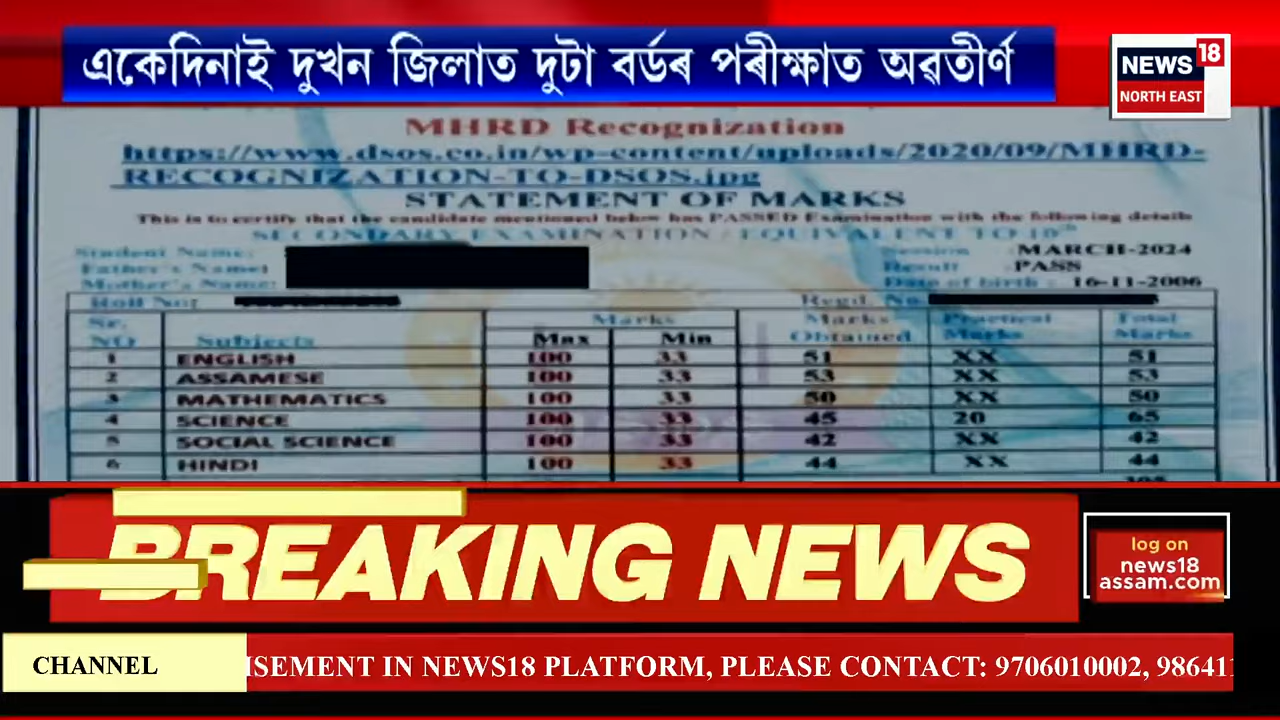 একেদিনাই দুখন জিলাত দুটা বৰ্ডৰ পৰীক্ষাত অৱতীৰ্ণ
NEWS 18
NORTH EAST
MHRD Recognization
https://www.dsos.co.in/wp-content/uploads/2020/09/MHRD-
RECOGNIZATION-TO-DSOS.jpg
STATEMENT OF MARKS
This is to certify that the candidate mentioned below has PASSED Examination with the following details
SECONDARY EXAMINATION / EQUIVALENT TO 10th
Student Name: Session : MARCH-2024
Father's Name: Result : PASS
Mother's Name: Date of birth : 16-11-2006
Roll No: Regd. No.
Sr. NO Subjects Marks Max Min Marks Obtained Practical Marks Total Marks
1 ENGLISH 100 33 51 XX 51
2 ASSAMESE 100 33 53 XX 53
3 MATHEMATICS 100 33 50 XX 50
4 SCIENCE 100 33 45 20 65
5 SOCIAL SCIENCE 100 33 42 XX 42
6 HINDI 100 33 44 XX 44
BREAKING NEWS
log on
news18
assam.com
CHANNEL ISEMENT IN NEWS18 PLATFORM, PLEASE CONTACT: 9706010002, 98641